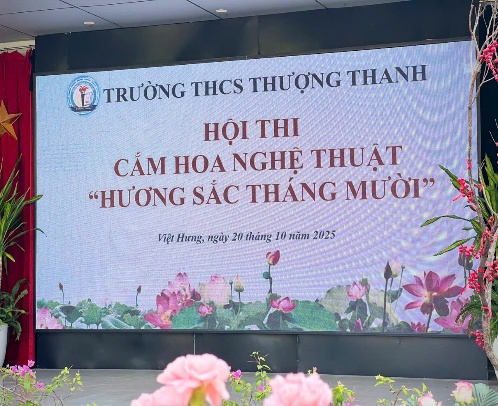 TRƯỜNG THCS THƯỢNG THANH
HỘI THI
CẮM HOA NGHỆ THUẬT
“HƯƠNG SẮC THÁNG MƯỜI”
Việt Hưng, ngày 20 tháng 10 năm 2025